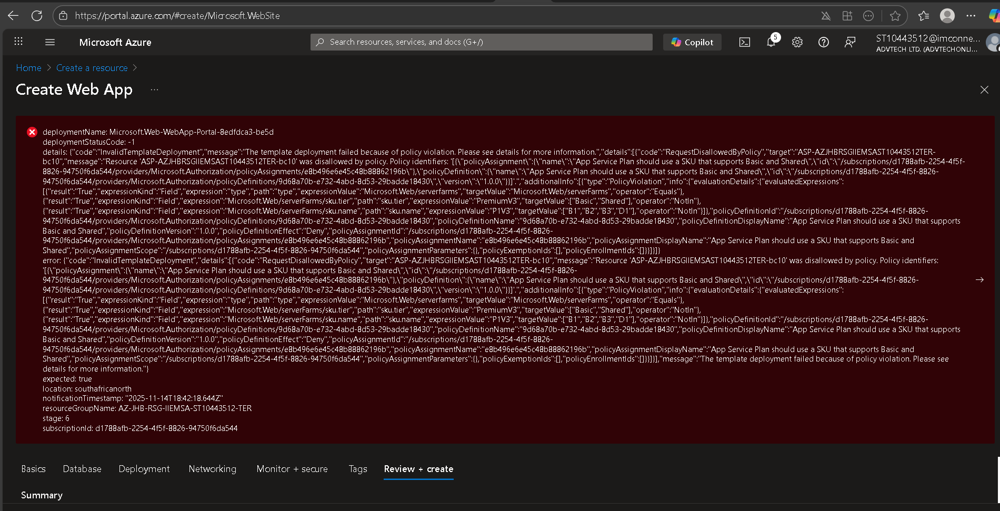 https://portal.azure.com/#create/Microsoft.WebSite
Microsoft Azure
Search resources, services, and docs (G+/)
Copilot
5
ST10443512@imconne...
ADVTECH LTD. (ADVTECHONLI...
Home > Create a resource >
Create Web App ...
deploymentName: Microsoft.Web-WebApp-Portal-8edfdca3-be5d
deploymentStatusCode: -1
details: {"code":"InvalidTemplateDeployment","message":"The template deployment failed because of policy violation. Please see details for more information.","details":[{"code":"RequestDisallowedByPolicy","target":"ASP-AZJHBRSGIIEMSAST10443512TER-
bc10","message":"Resource 'ASP-AZJHBRSGIIEMSAST10443512TER-bc10' was disallowed by policy. Policy identifiers: '[{\"policyAssignment\":{\"name\":\"App Service Plan should use a SKU that supports Basic and Shared\",\"id\":\"/subscriptions/d1788afb-2254-4f5f-
8826-94750f6da544/providers/Microsoft.Authorization/policyAssignments/e8b496e6e45c48b88862196b\"},\"policyDefinition\":{\"name\":\"App Service Plan should use a SKU that supports Basic and Shared\",\"id\":\"/subscriptions/d1788afb-2254-4f5f-8826-
94750f6da544/providers/Microsoft.Authorization/policyDefinitions/9d68a70b-e732-4abd-8d53-29badde18430\",\"version\":\"1.0.0\"}}]'.","additionalInfo":[{"type":"PolicyViolation","info":{"evaluationDetails":{"evaluatedExpressions":
[{"result":"True","expressionKind":"Field","expression":"type","path":"type","expressionValue":"Microsoft.Web/serverfarms","targetValue":"Microsoft.Web/serverFarms","operator":"Equals"},
{"result":"True","expressionKind":"Field","expression":"Microsoft.Web/serverFarms/sku.tier","path":"sku.tier","expressionValue":"PremiumV3","targetValue":["Basic","Shared"],"operator":"NotIn"},
{"result":"True","expressionKind":"Field","expression":"Microsoft.Web/serverFarms/sku.name","path":"sku.name","expressionValue":"P1V3","targetValue":["B1","B2","B3","D1"],"operator":"NotIn"}]},"policyDefinitionId":"/subscriptions/d1788afb-2254-4f5f-8826-
94750f6da544/providers/Microsoft.Authorization/policyDefinitions/9d68a70b-e732-4abd-8d53-29badde18430","policyDefinitionName":"9d68a70b-e732-4abd-8d53-29badde18430","policyDefinitionDisplayName":"App Service Plan should use a SKU that supports
Basic and Shared","policyDefinitionVersion":"1.0.0","policyDefinitionEffect":"Deny","policyAssignmentId":"/subscriptions/d1788afb-2254-4f5f-8826-
94750f6da544/providers/Microsoft.Authorization/policyAssignments/e8b496e6e45c48b88862196b","policyAssignmentName":"e8b496e6e45c48b88862196b","policyAssignmentDisplayName":"App Service Plan should use a SKU that supports Basic and
Shared","policyAssignmentScope":"/subscriptions/d1788afb-2254-4f5f-8826-94750f6da544","policyAssignmentParameters":{},"policyExemptionIds":[],"policyEnrollmentIds":[]}}]}]}
error: {"code":"InvalidTemplateDeployment","details":[{"code":"RequestDisallowedByPolicy","target":"ASP-AZJHBRSGIIEMSAST10443512TER-bc10","message":"Resource 'ASP-AZJHBRSGIIEMSAST10443512TER-bc10' was disallowed by policy. Policy identifiers:
'[{\"policyAssignment\":{\"name\":\"App Service Plan should use a SKU that supports Basic and Shared\",\"id\":\"/subscriptions/d1788afb-2254-4f5f-8826-
94750f6da544/providers/Microsoft.Authorization/policyAssignments/e8b496e6e45c48b88862196b\"},\"policyDefinition\":{\"name\":\"App Service Plan should use a SKU that supports Basic and Shared\",\"id\":\"/subscriptions/d1788afb-2254-4f5f-8826-
94750f6da544/providers/Microsoft.Authorization/policyDefinitions/9d68a70b-e732-4abd-8d53-29badde18430\",\"version\":\"1.0.0\"}}]'.","additionalInfo":[{"type":"PolicyViolation","info":{"evaluationDetails":{"evaluatedExpressions":
[{"result":"True","expressionKind":"Field","expression":"type","path":"type","expressionValue":"Microsoft.Web/serverfarms","targetValue":"Microsoft.Web/serverFarms","operator":"Equals"},
{"result":"True","expressionKind":"Field","expression":"Microsoft.Web/serverFarms/sku.tier","path":"sku.tier","expressionValue":"PremiumV3","targetValue":["Basic","Shared"],"operator":"NotIn"},
{"result":"True","expressionKind":"Field","expression":"Microsoft.Web/serverFarms/sku.name","path":"sku.name","expressionValue":"P1V3","targetValue":["B1","B2","B3","D1"],"operator":"NotIn"}]},"policyDefinitionId":"/subscriptions/d1788afb-2254-4f5f-8826-
94750f6da544/providers/Microsoft.Authorization/policyDefinitions/9d68a70b-e732-4abd-8d53-29badde18430","policyDefinitionName":"9d68a70b-e732-4abd-8d53-29badde18430","policyDefinitionDisplayName":"App Service Plan should use a SKU that supports
Basic and Shared","policyDefinitionVersion":"1.0.0","policyDefinitionEffect":"Deny","policyAssignmentId":"/subscriptions/d1788afb-2254-4f5f-8826-
94750f6da544/providers/Microsoft.Authorization/policyAssignments/e8b496e6e45c48b88862196b","policyAssignmentName":"e8b496e6e45c48b88862196b","policyAssignmentDisplayName":"App Service Plan should use a SKU that supports Basic and
Shared","policyAssignmentScope":"/subscriptions/d1788afb-2254-4f5f-8826-94750f6da544","policyAssignmentParameters":{},"policyExemptionIds":[],"policyEnrollmentIds":[]}}]}],"message":"The template deployment failed because of policy violation. Please see
details for more information."}
expected: true
location: southafricanorth
notificationTimestamp: "2025-11-14T18:42:18.644Z"
resourceGroupName: AZ-JHB-RSG-IIEMSA-ST10443512-TER
stage: 6
subscriptionId: d1788afb-2254-4f5f-8826-94750f6da544
Basics Database Deployment Networking Monitor + secure Tags Review + create
Summary